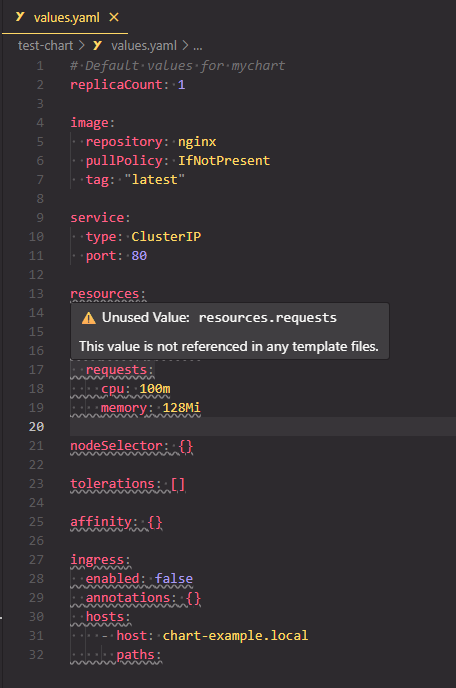 values.yaml ×
test-chart > values.yaml > ...
1 # Default values for mychart
2 replicaCount: 1
3
4 image:
5 repository: nginx
6 pullPolicy: IfNotPresent
7 tag: "latest"
8
9 service:
10 type: ClusterIP
11 port: 80
12
13 resources:
14 Unused Value: resources.requests
15
This value is not referenced in any template files.
16
17 requests:
18 cpu: 100m
19 memory: 128Mi
20
21 nodeSelector: {}
22
23 tolerations: []
24
25 affinity: {}
26
27 ingress:
28 enabled: false
29 annotations: {}
30 hosts:
31 - host: chart-example.local
32 paths: